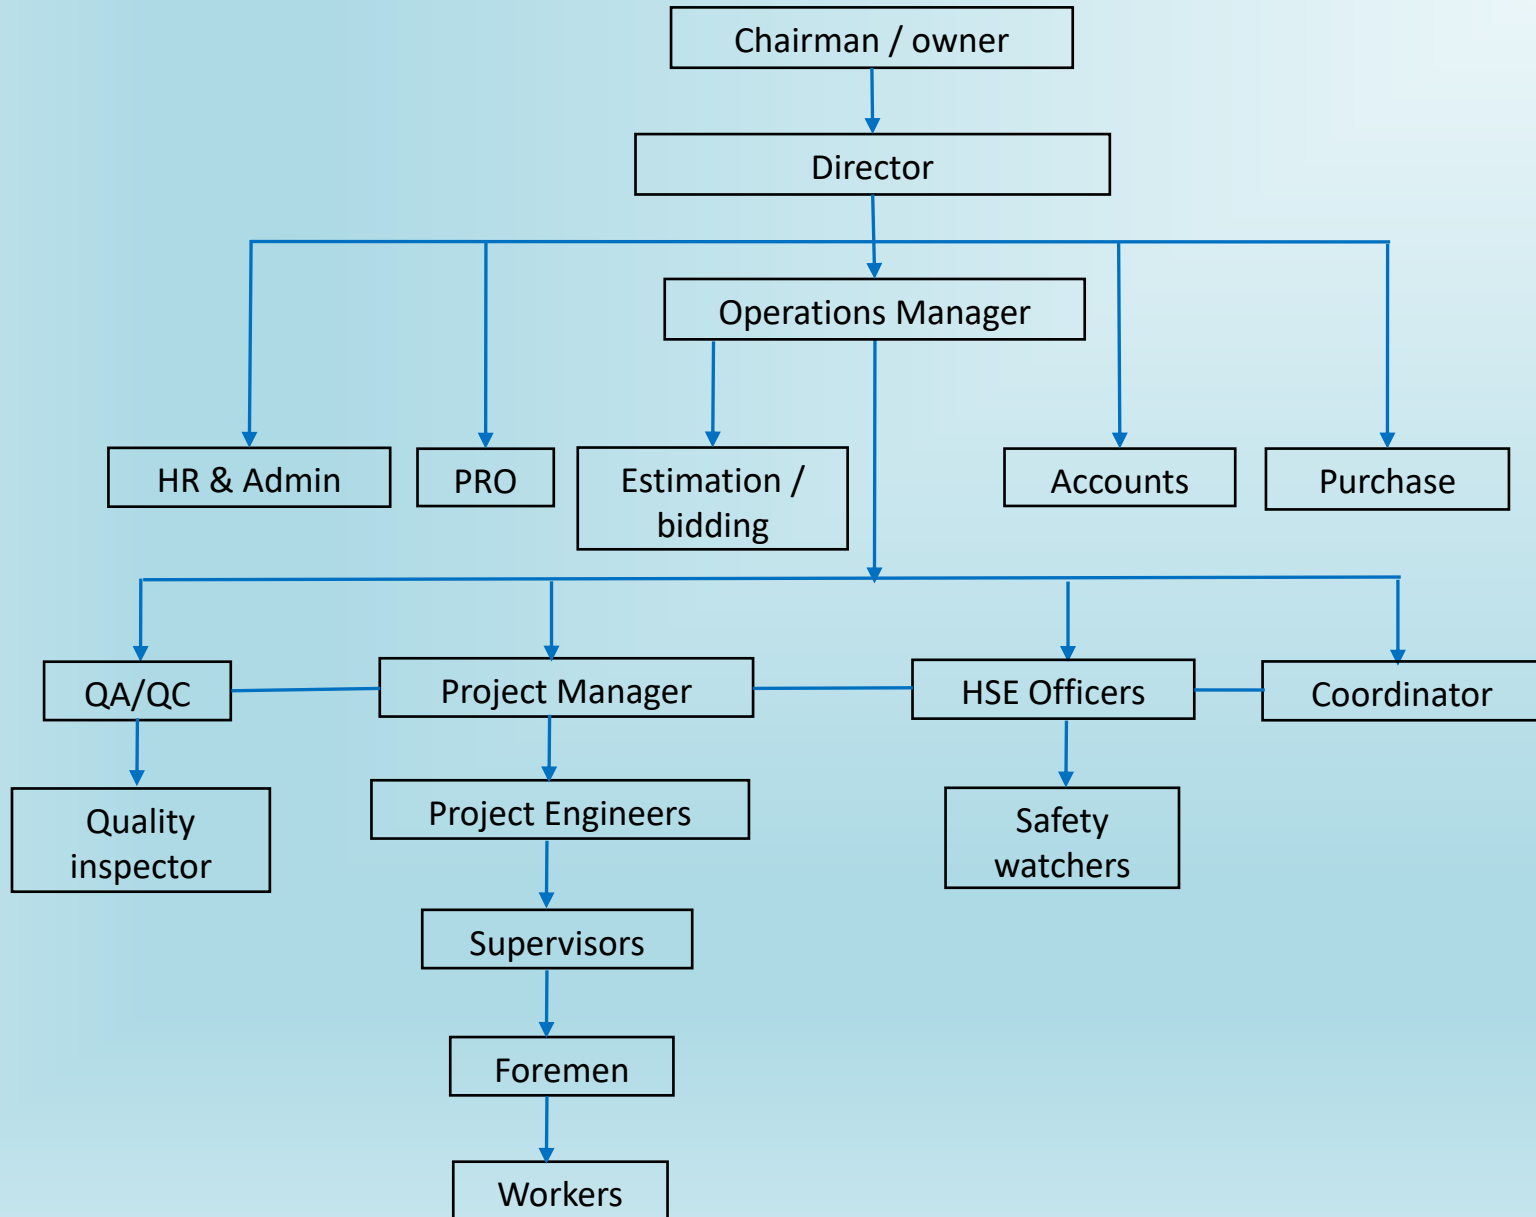 Chairman / owner
Director
Operations Manager
HR & Admin
PRO
Estimation /
bidding
Accounts
Purchase
QA/QC
Project Manager
HSE Officers
Coordinator
Quality
inspector
Project Engineers
Safety
watchers
Supervisors
Foremen
Workers